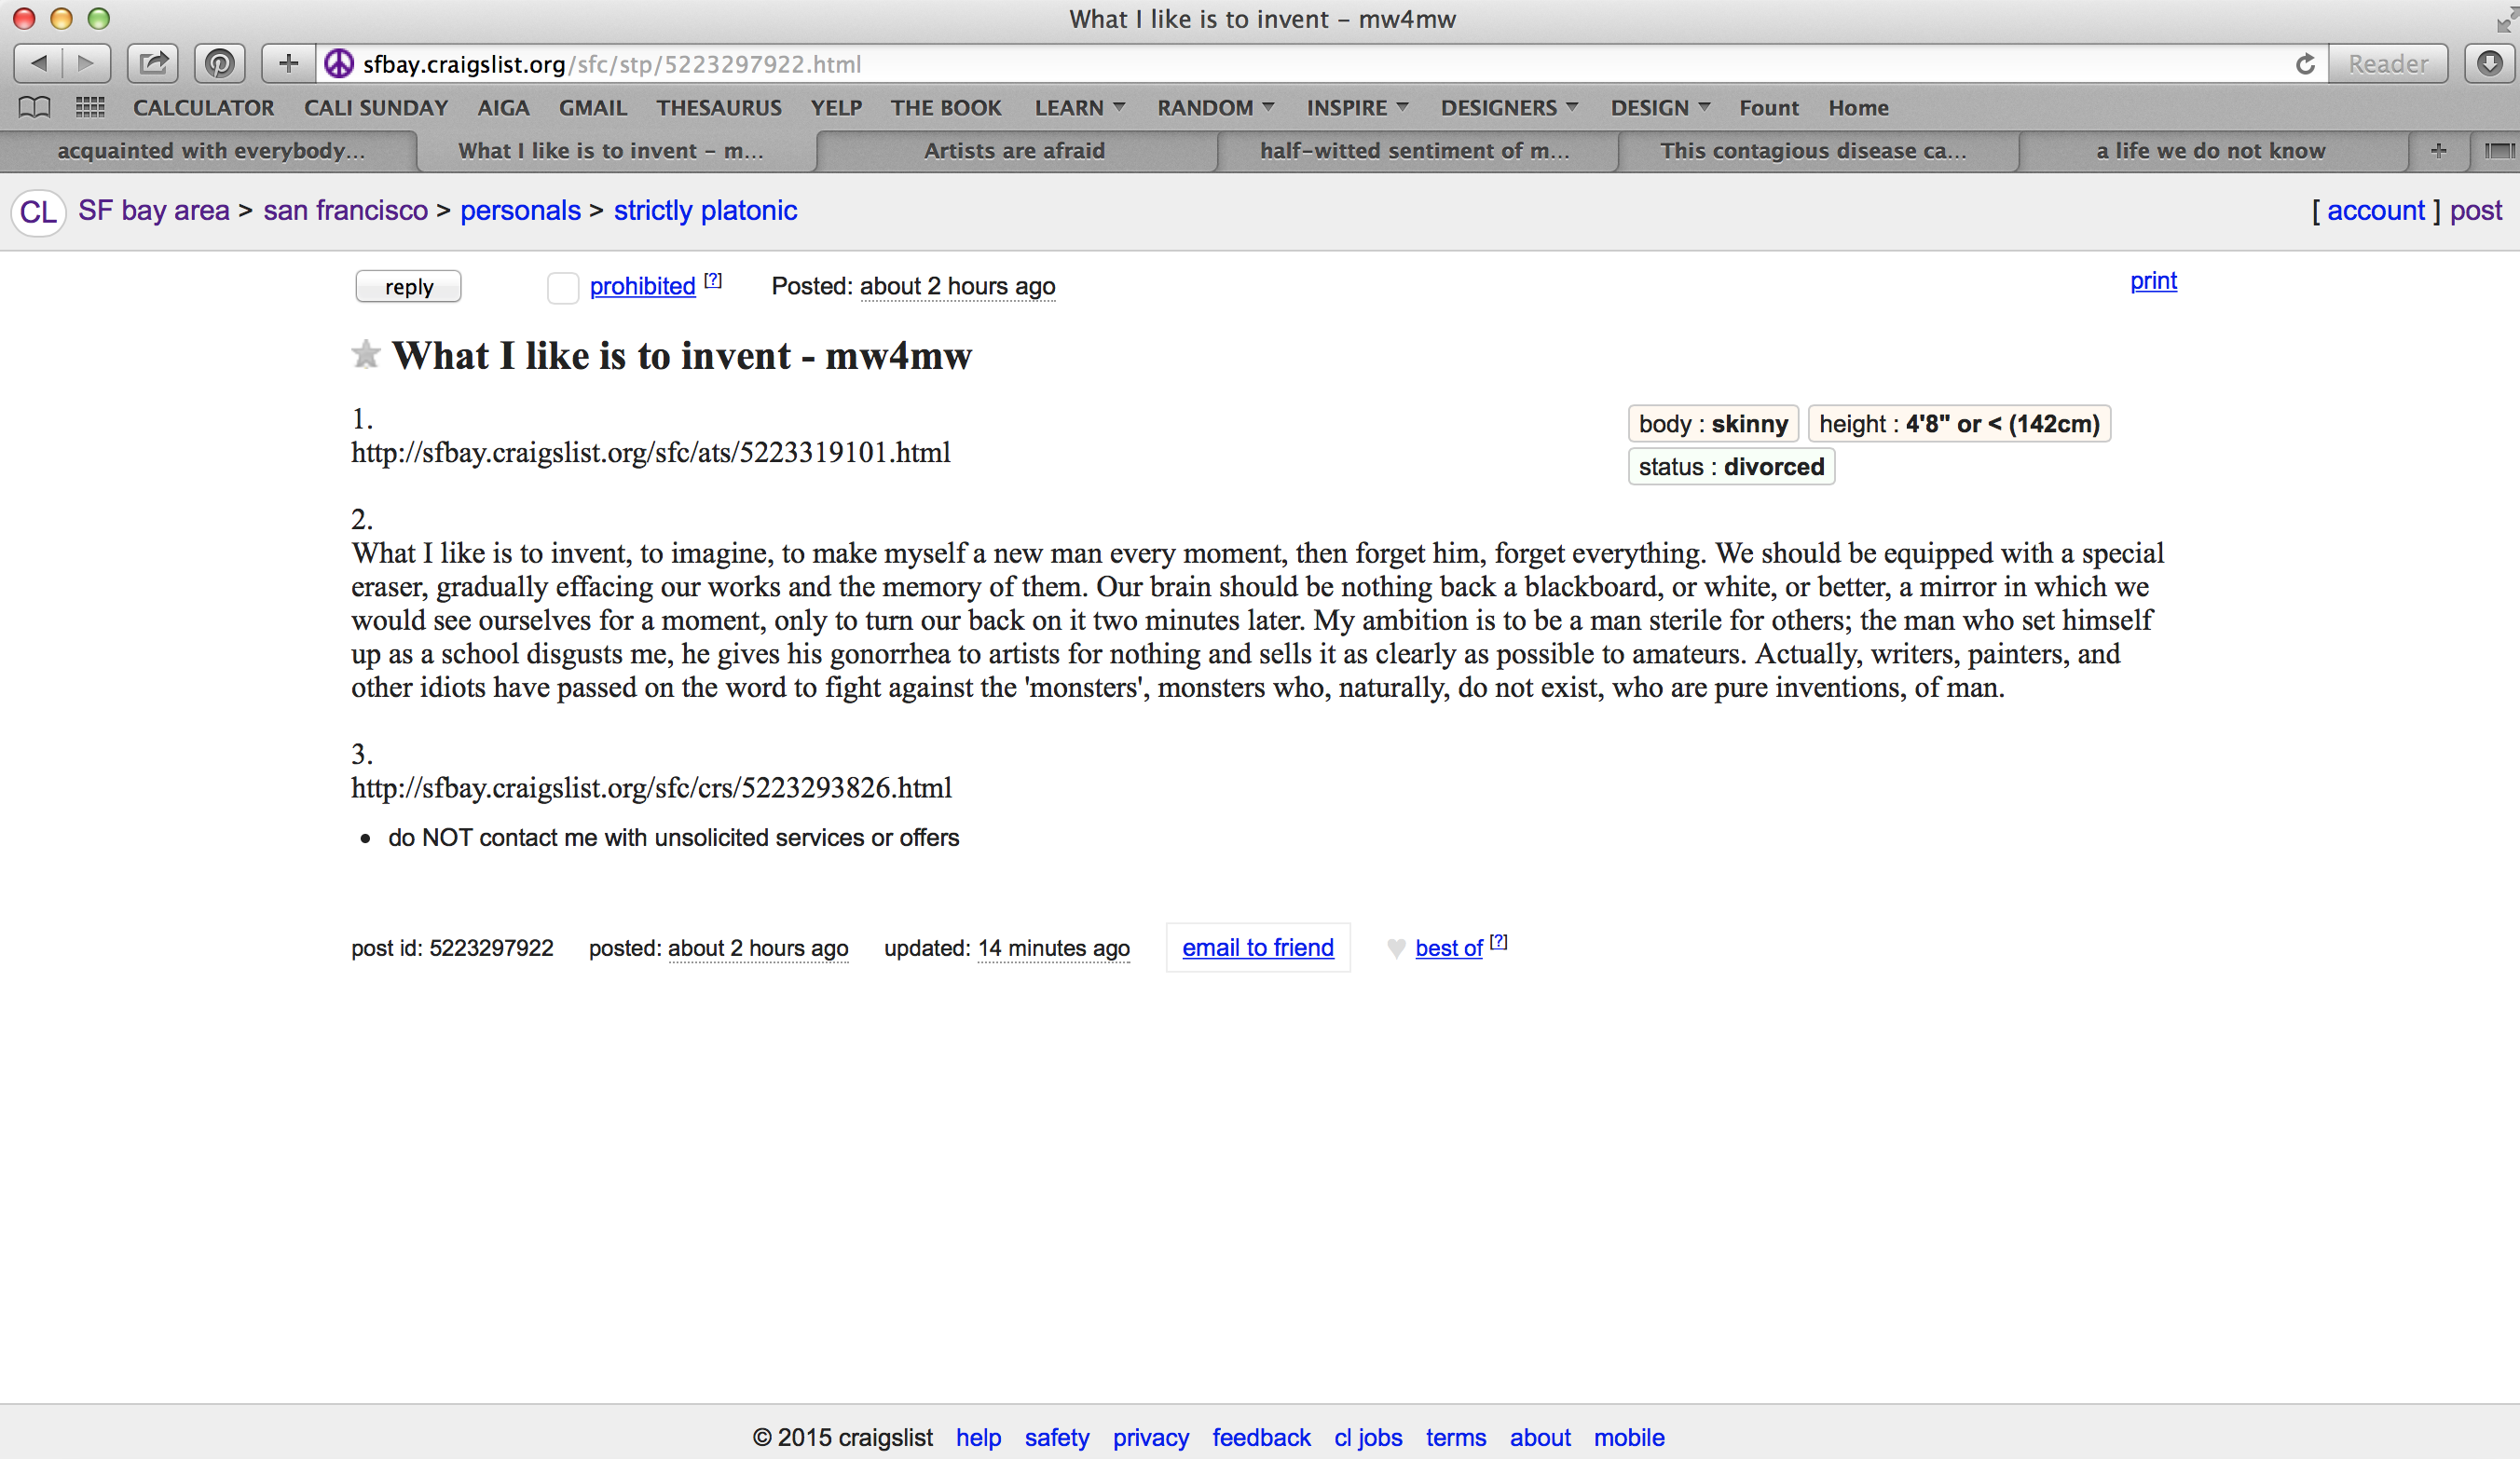 What I like is to invent – mw4mw
sfbay.craigslist.org/sfc/stp/5223297922.html
Reader
CALCULATOR CALI SUNDAY AIGA GMAIL THESAURUS YELP THE BOOK LEARN RANDOM INSPIRE DESIGNERS DESIGN Fount Home
acquainted with everybody... What I like is to invent – m... Artists are afraid half-witted sentiment of m... This contagious disease ca... a life we do not know
CL SF bay area > san francisco > personals > strictly platonic [ account ] post
reply prohibited [?] Posted: about 2 hours ago print
What I like is to invent - mw4mw
1.
http://sfbay.craigslist.org/sfc/ats/5223319101.html
body : skinny height : 4'8" or < (142cm)
status : divorced
2.
What I like is to invent, to imagine, to make myself a new man every moment, then forget him, forget everything. We should be equipped with a special
eraser, gradually effacing our works and the memory of them. Our brain should be nothing back a blackboard, or white, or better, a mirror in which we
would see ourselves for a moment, only to turn our back on it two minutes later. My ambition is to be a man sterile for others; the man who set himself
up as a school disgusts me, he gives his gonorrhea to artists for nothing and sells it as clearly as possible to amateurs. Actually, writers, painters, and
other idiots have passed on the word to fight against the 'monsters', monsters who, naturally, do not exist, who are pure inventions, of man.
3.
http://sfbay.craigslist.org/sfc/crs/5223293826.html
• do NOT contact me with unsolicited services or offers
post id: 5223297922 posted: about 2 hours ago updated: 14 minutes ago email to friend best of [?]
© 2015 craigslist help safety privacy feedback cl jobs terms about mobile